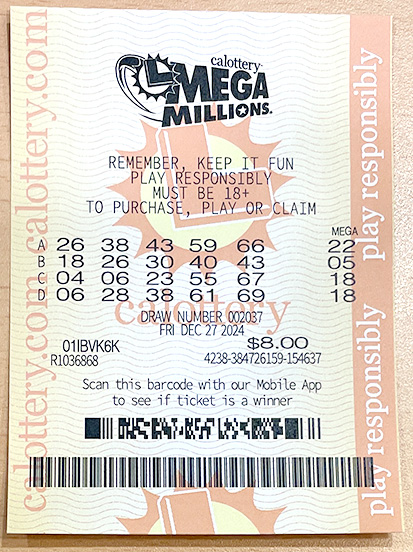 calottery
MEGA
MILLIONS.
REMEMBER, KEEP IT FUN
PLAY RESPONSIBLY
MUST BE 18+
TO PURCHASE, PLAY OR CLAIM
MEGA
A 26 38 43 59 66 22
B 18 26 30 40 43 05
C 04 06 23 55 67 18
D 06 28 38 61 69 18
calottery
DRAW NUMBER 002037
FRI DEC 27 2024
01IBVK6K $8.00
R1036868 4238-384726159-154637
Scan this barcode with our Mobile App
to see if ticket is a winner
calottery.com calottery.com
play responsibly play responsibly